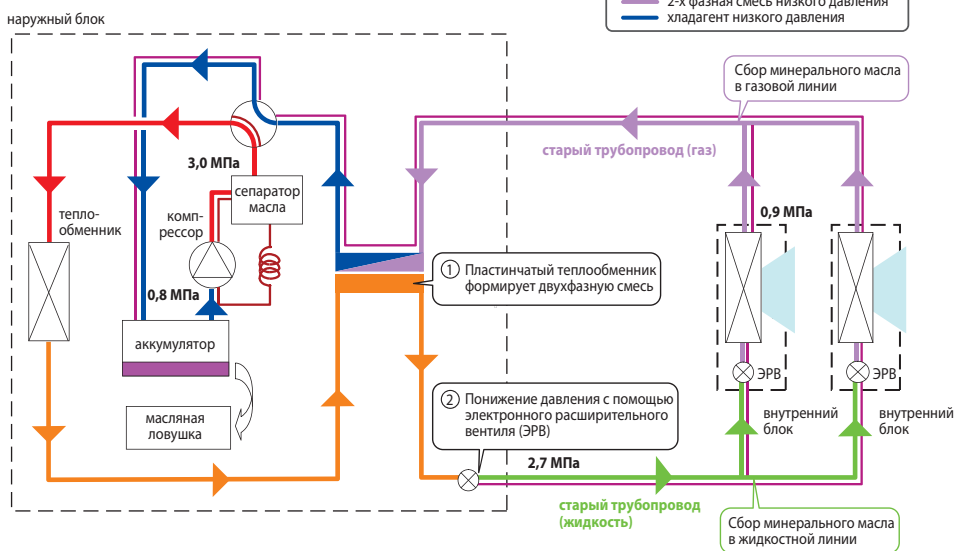 2-х фазная смесь низкого давления
хладагент низкого давления
наружный блок
Сбор минерального масла
в газовой линии
старый трубопровод (газ)
3,0 МПа
сепаратор
масла
тепло-
обменник
комп-
рессор
0,9 МПа
1 Пластинчатый теплообменник
формирует двухфазную смесь
0,8 МПа
аккумулятор
ЭРВ
ЭРВ
2 Понижение давления с помощью
электронного расширительного
вентиля (ЭРВ)
масляная
ловушка
внутренний
блок
внутренний
блок
2,7 МПа
старый трубопровод
(жидкость)
Сбор минерального масла
в жидкостной линии